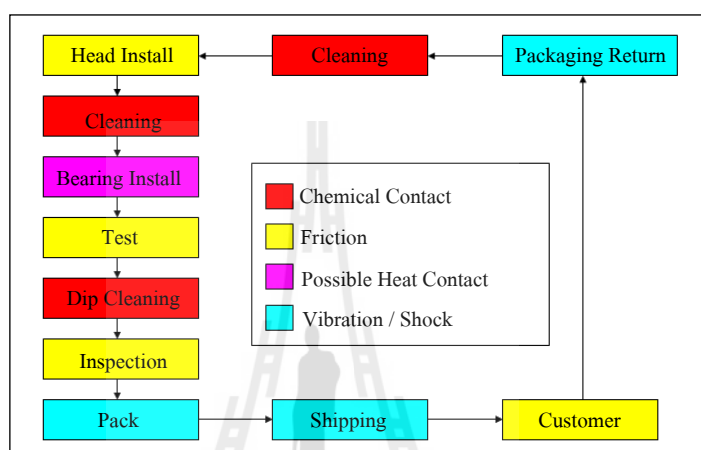 Head Install
Cleaning
Packaging Return
Cleaning
Bearing Install
Test
Dip Cleaning
Inspection
Pack
Shipping
Customer
Chemical Contact
Friction
Possible Heat Contact
Vibration / Shock